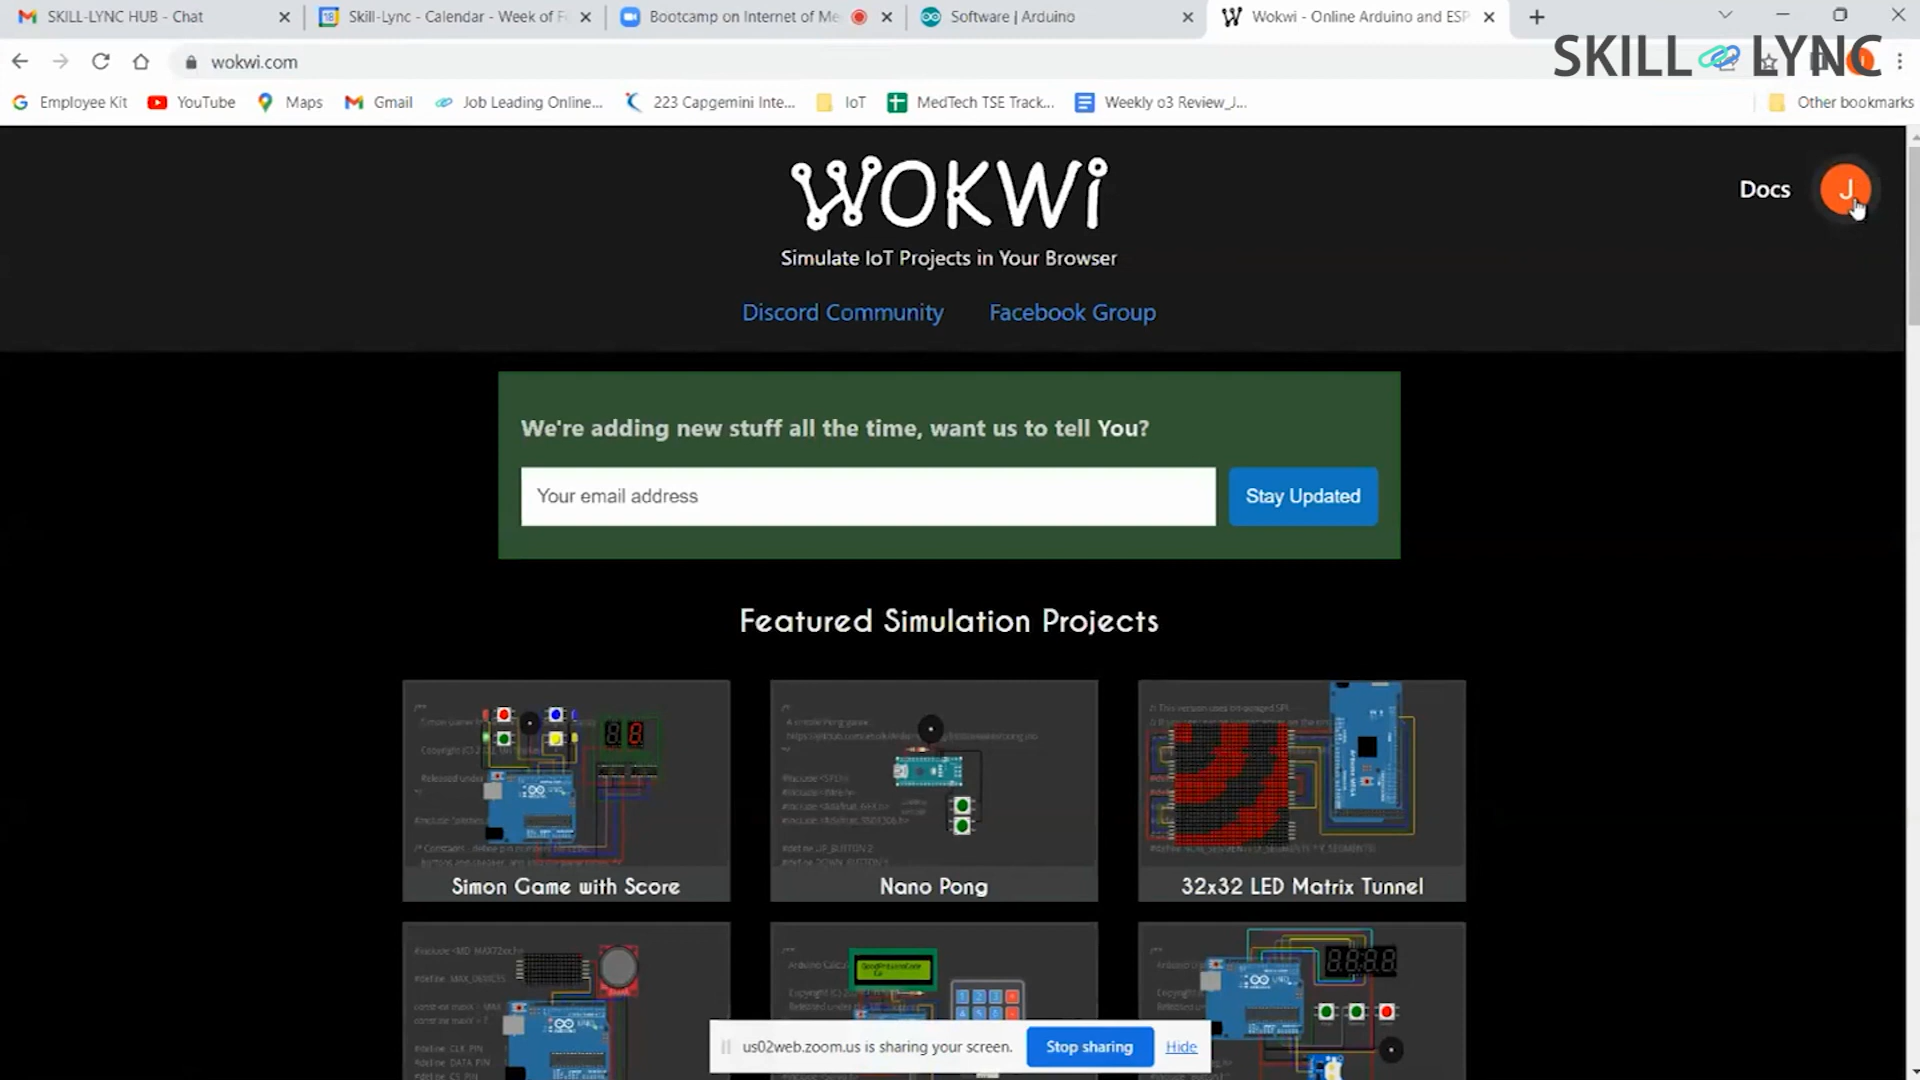 SKILL-LYNC HUB - Chat
Skill-Lync - Calendar - Week of F
Bootcamp on Internet of Me
Software | Arduino
Wokwi - Online Arduino and ESP
wokwi.com
SKILL LYNC
Employee Kit
YouTube
Maps
Gmail
Job Leading Online...
223 Capgemini Inte...
IoT
MedTech TSE Track...
Weekly o3 Review_J...
Other bookmarks
WOKWi
Docs
J
Simulate IoT Projects in Your Browser
Discord Community
Facebook Group
We're adding new stuff all the time, want us to tell You?
Your email address
Stay Updated
Featured Simulation Projects
Simon Game with Score
Nano Pong
32x32 LED Matrix Tunnel
us02web.zoom.us is sharing your screen.
Stop sharing
Hide